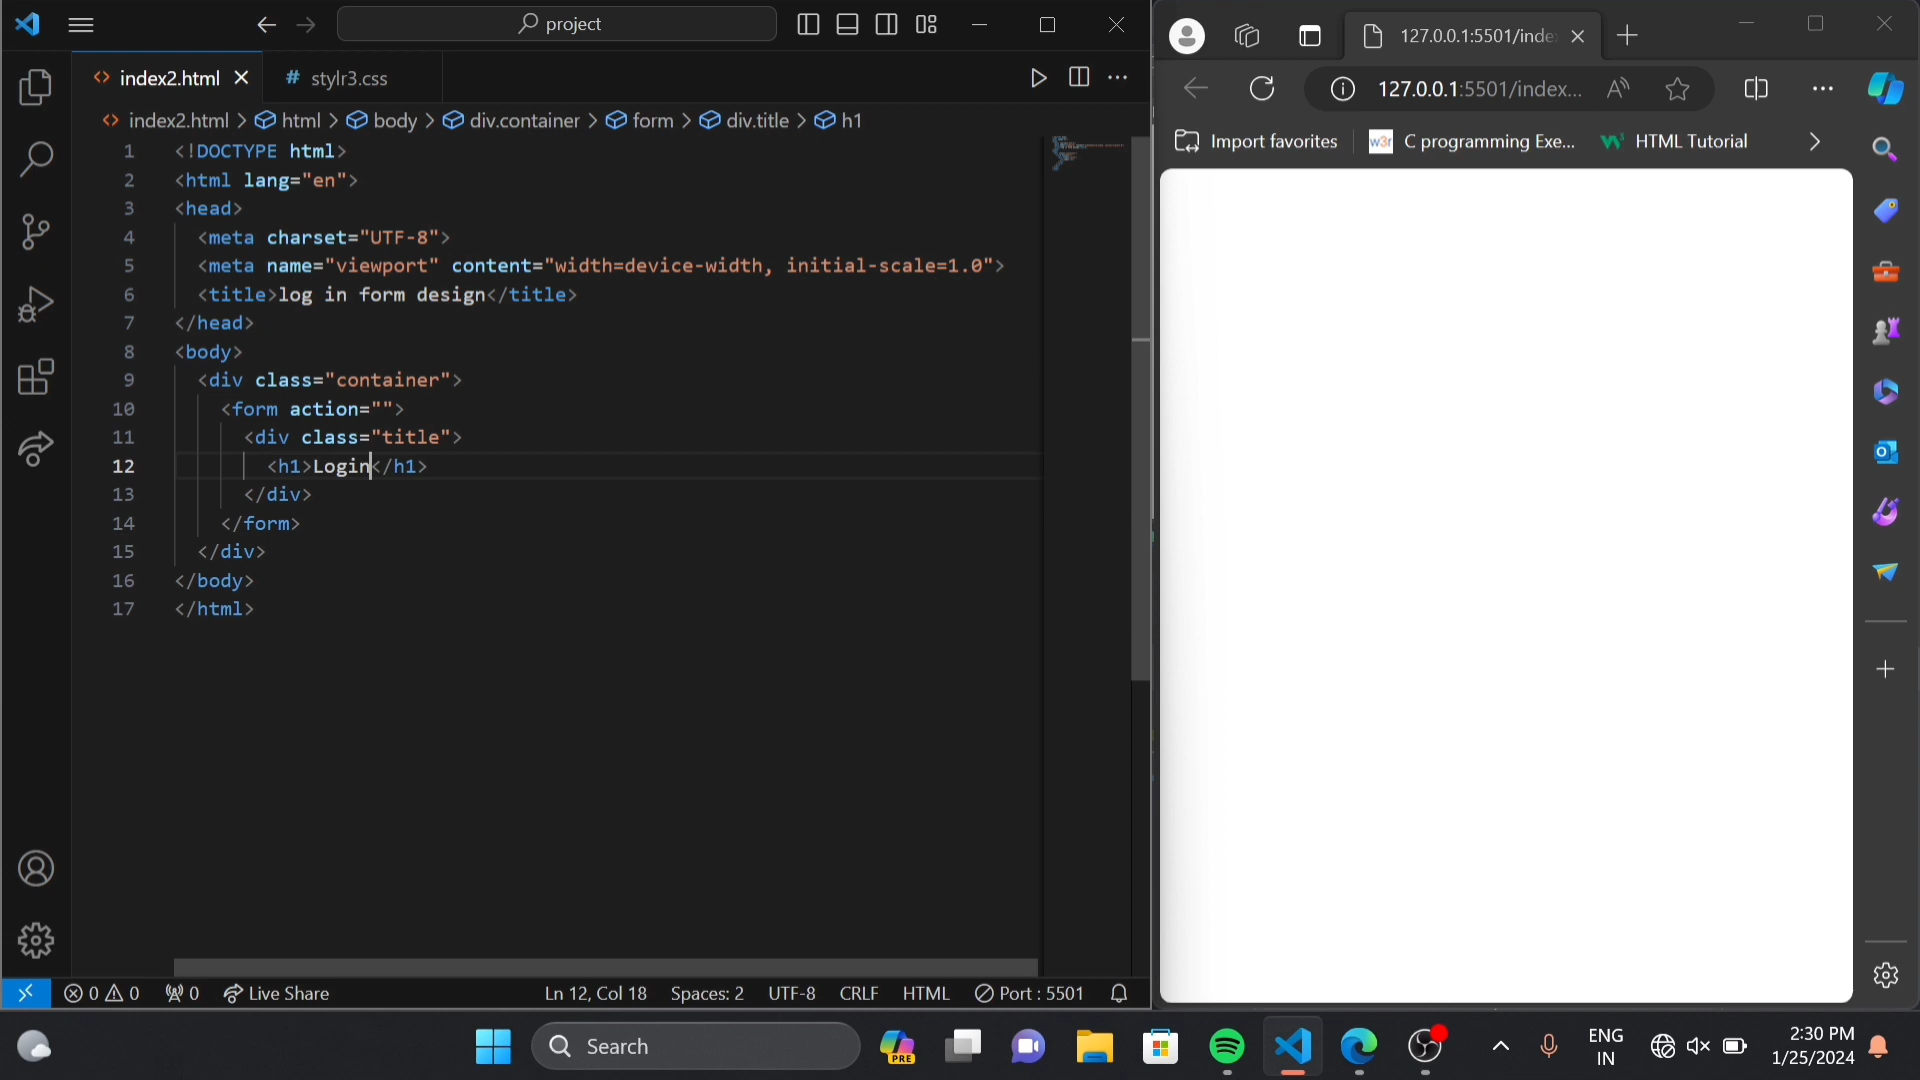 project
index2.html
# stylr3.css
index2.html > html > body > div.container > form > div.title > h1
1 <!DOCTYPE html>
2 <html lang="en">
3 <head>
4 <meta charset="UTF-8">
5 <meta name="viewport" content="width=device-width, initial-scale=1.0">
6 <title>log in form design</title>
7 </head>
8 <body>
9 <div class="container">
10 <form action="">
11 <div class="title">
12 <h1>Login</h1>
13 </div>
14 </form>
15 </div>
16 </body>
17 </html>
0 0 0 Live Share Ln 12, Col 18 Spaces: 2 UTF-8 CRLF HTML Port : 5501
127.0.0.1:5501/inde
127.0.0.1:5501/index...
Import favorites
w3r C programming Exe...
HTML Tutorial
Search
PRE
ENG
IN
2:30 PM
1/25/2024